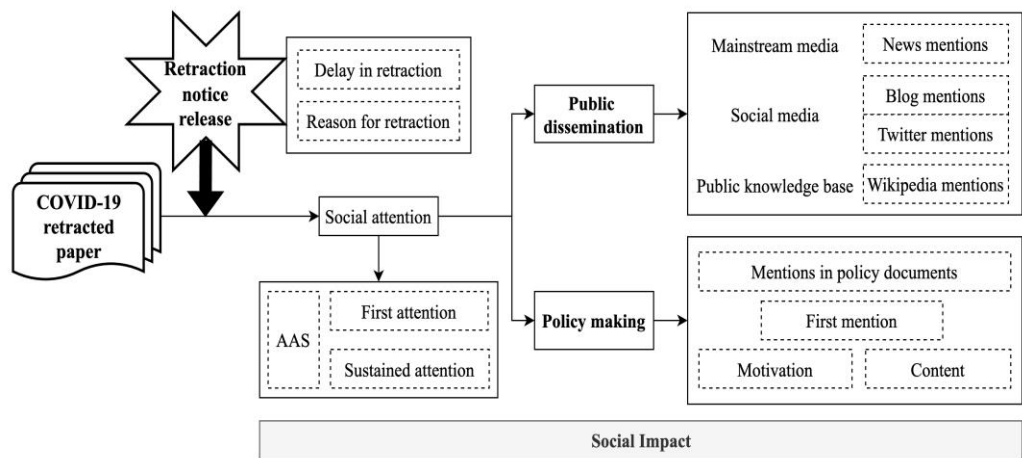 Retraction
notice
release
Delay in retraction
Reason for retraction
COVID-19
retracted
paper
Social attention
AAS
First attention
Sustained attention
Public
dissemination
Policy making
Mainstream media
News mentions
Social media
Blog mentions
Twitter mentions
Public knowledge base
Wikipedia mentions
Mentions in policy documents
First mention
Motivation
Content
Social Impact